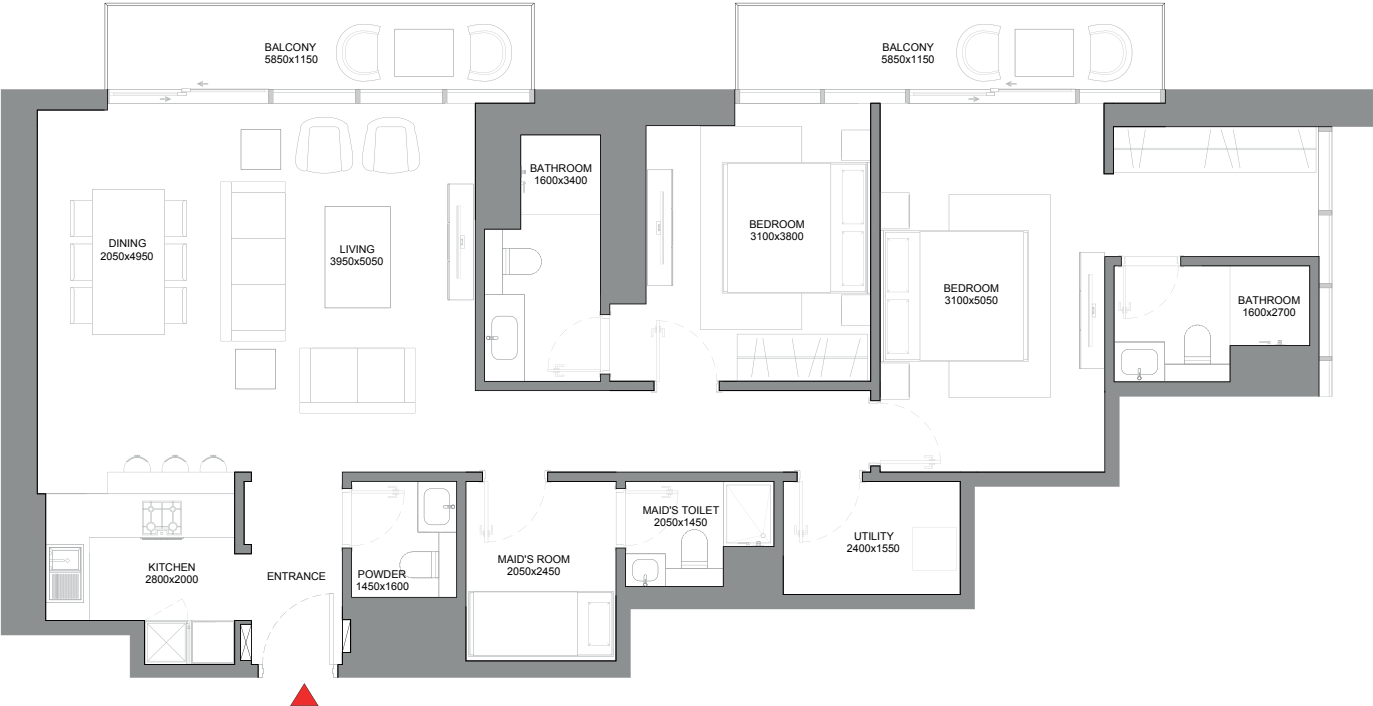 BALCONY
5850x1150
BALCONY
5850x1150
BATHROOM
1600x3400
DINING
2050x4950
LIVING
3950x5050
BEDROOM
3100x3800
BEDROOM
3100x5050
BATHROOM
1600x2700
KITCHEN
2800x2000
ENTRANCE
POWDER
1450x1600
MAID'S ROOM
2050x2450
MAID'S TOILET
2050x1450
UTILITY
2400x1550